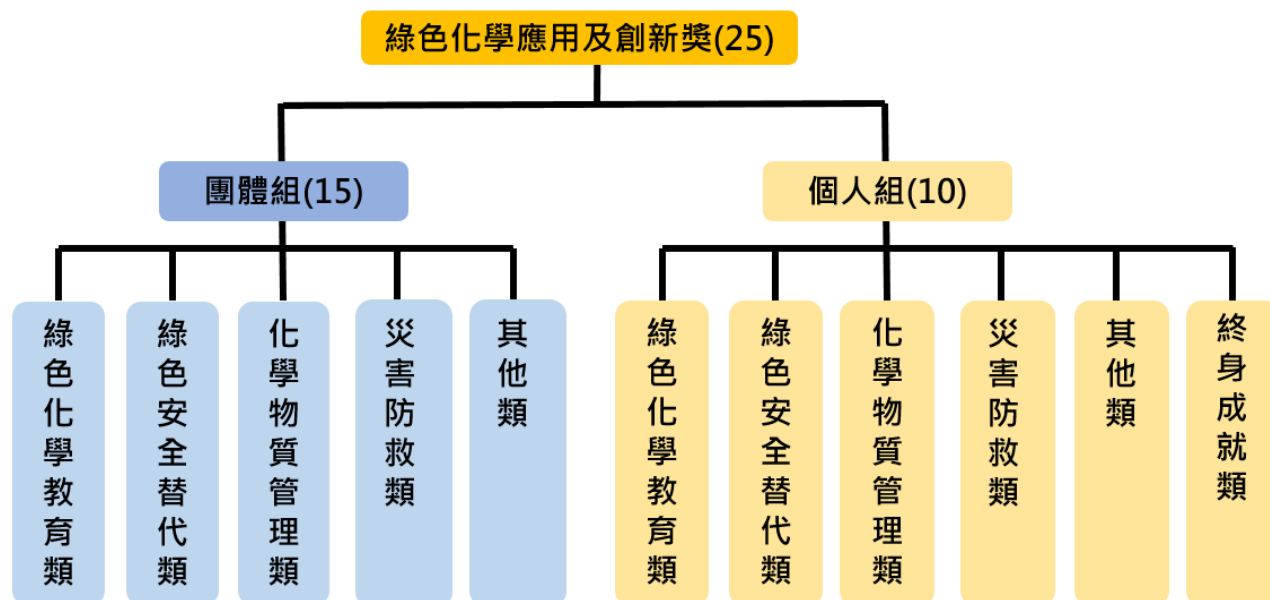 綠色化學應用及創新獎(25)
團體組(15)
個人組(10)
綠色化學教育類
綠色安全替代類
化學物質管理類
災害防救類
其他類
綠色化學教育類
綠色安全替代類
化學物質管理類
災害防救類
其他類
終身成就類